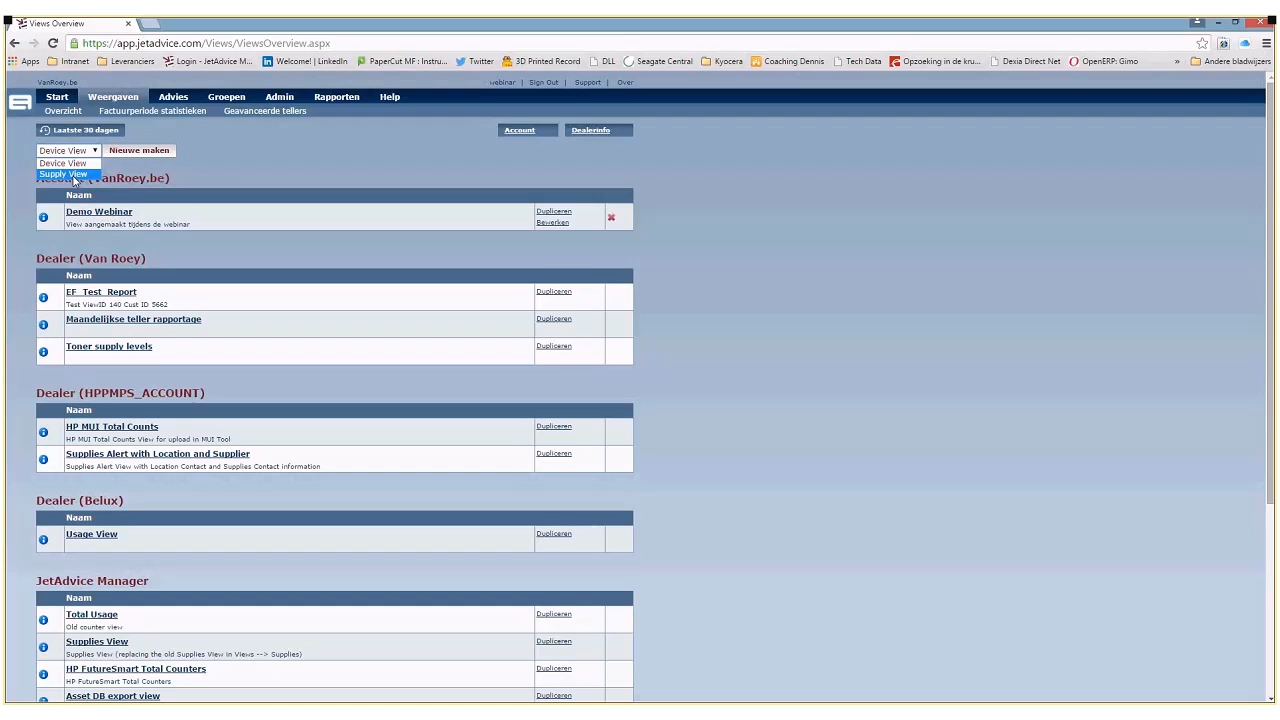 Views Overview
https://app.jetadvice.com/Views/ViewsOverview.aspx
Apps Intranet Leveranciers Login - JetAdvice M... Welcome! | LinkedIn PaperCut MF : Instru... Twitter 3D Printed Record DLL Seagate Central Kyocera Coaching Dennis Tech Data Opzoeking in de kru... Dexia Direct Net OpenERP: Gimo » Andere bladwijzers
VanRoey.be webinar | Sign Out | Support | Over
Start Weergaven Advies Groepen Admin Rapporten Help
Overzicht Factuurperiode statistieken Geavanceerde tellers
Laatste 30 dagen Account Dealerinfo
Device View Nieuwe maken
Device View
Supply View
(VanRoey.be)
Naam
Demo Webinar Dupliceren
View aangemaakt tijdens de webinar Bewerken
Dealer (Van Roey)
Naam
EF_Test_Report Dupliceren
Test ViewID 140 Cust ID 5662
Maandelijkse teller rapportage Dupliceren
Toner supply levels Dupliceren
Dealer (HPPMPS_ACCOUNT)
Naam
HP MUI Total Counts Dupliceren
HP MUI Total Counts View for upload in MUI Tool
Supplies Alert with Location and Supplier Dupliceren
Supplies Alert View with Location Contact and Supplies Contact information
Dealer (Belux)
Naam
Usage View Dupliceren
JetAdvice Manager
Naam
Total Usage Dupliceren
Old counter view
Supplies View Dupliceren
Supplies View (replacing the old Supplies View in Views --> Supplies)
HP FutureSmart Total Counters Dupliceren
HP FutureSmart Total Counters
Asset DB export view Dupliceren